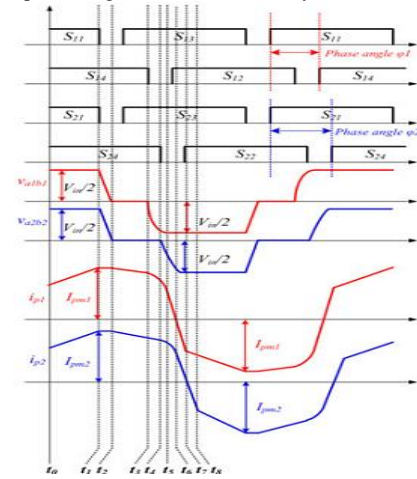 S11 S13 S11
Phase angle φ1
S14 S12 S14
S21 S23 S21
Phase angle φ2
S24 S22 S24
va1b1
Vin/2 Vin/2
va2b2
Vin/2 Vin/2
ip1
Ipm1 Ipm1
ip2
Ipm2 Ipm2
t0 t1 t2 t3 t4 t5 t6 t7 t8